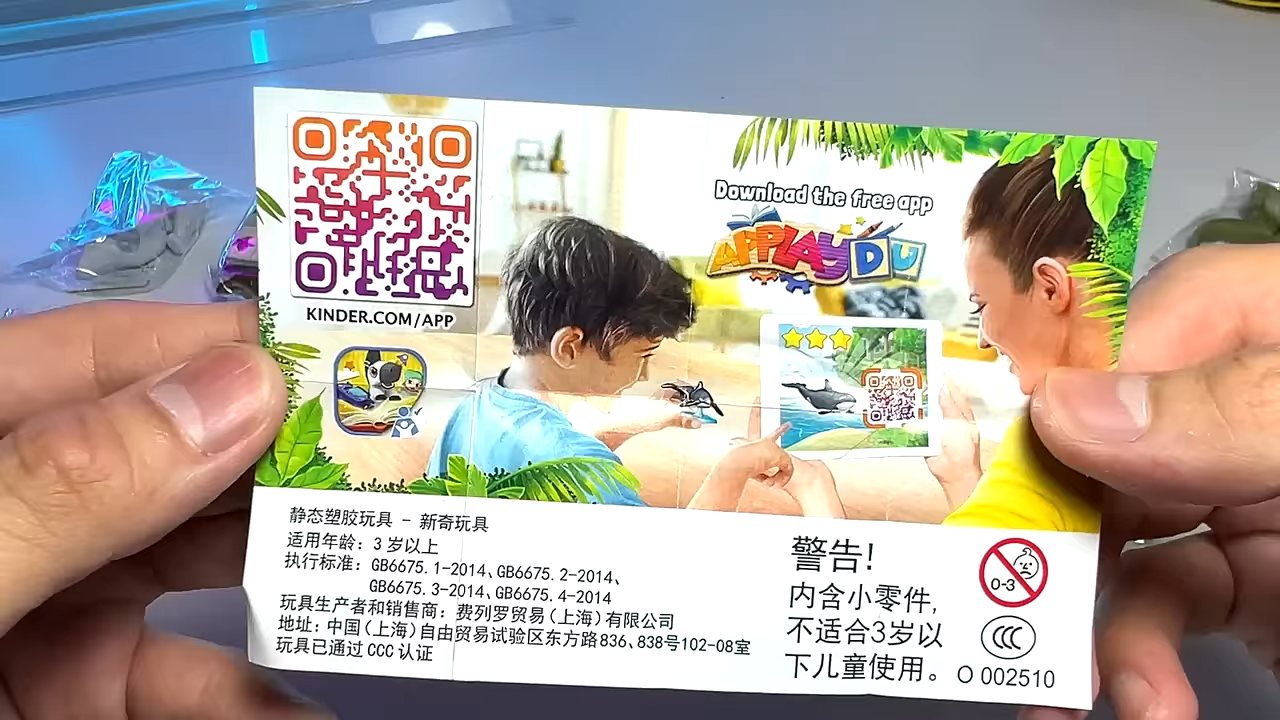 Download the free app
APPLAYDU
KINDER.COM/APP
静态塑胶玩具 - 新奇玩具
适用年龄：3 岁以上
执行标准：GB6675.1-2014、GB6675.2-2014、
GB6675.3-2014、GB6675.4-2014
玩具生产者和销售商：费列罗贸易(上海)有限公司
地址：中国(上海)自由贸易试验区东方路836、838号102-08室
玩具已通过 CCC 认证
警告!
内含小零件，
不适合3岁以
下儿童使用。
0-3
CCC
O 002510